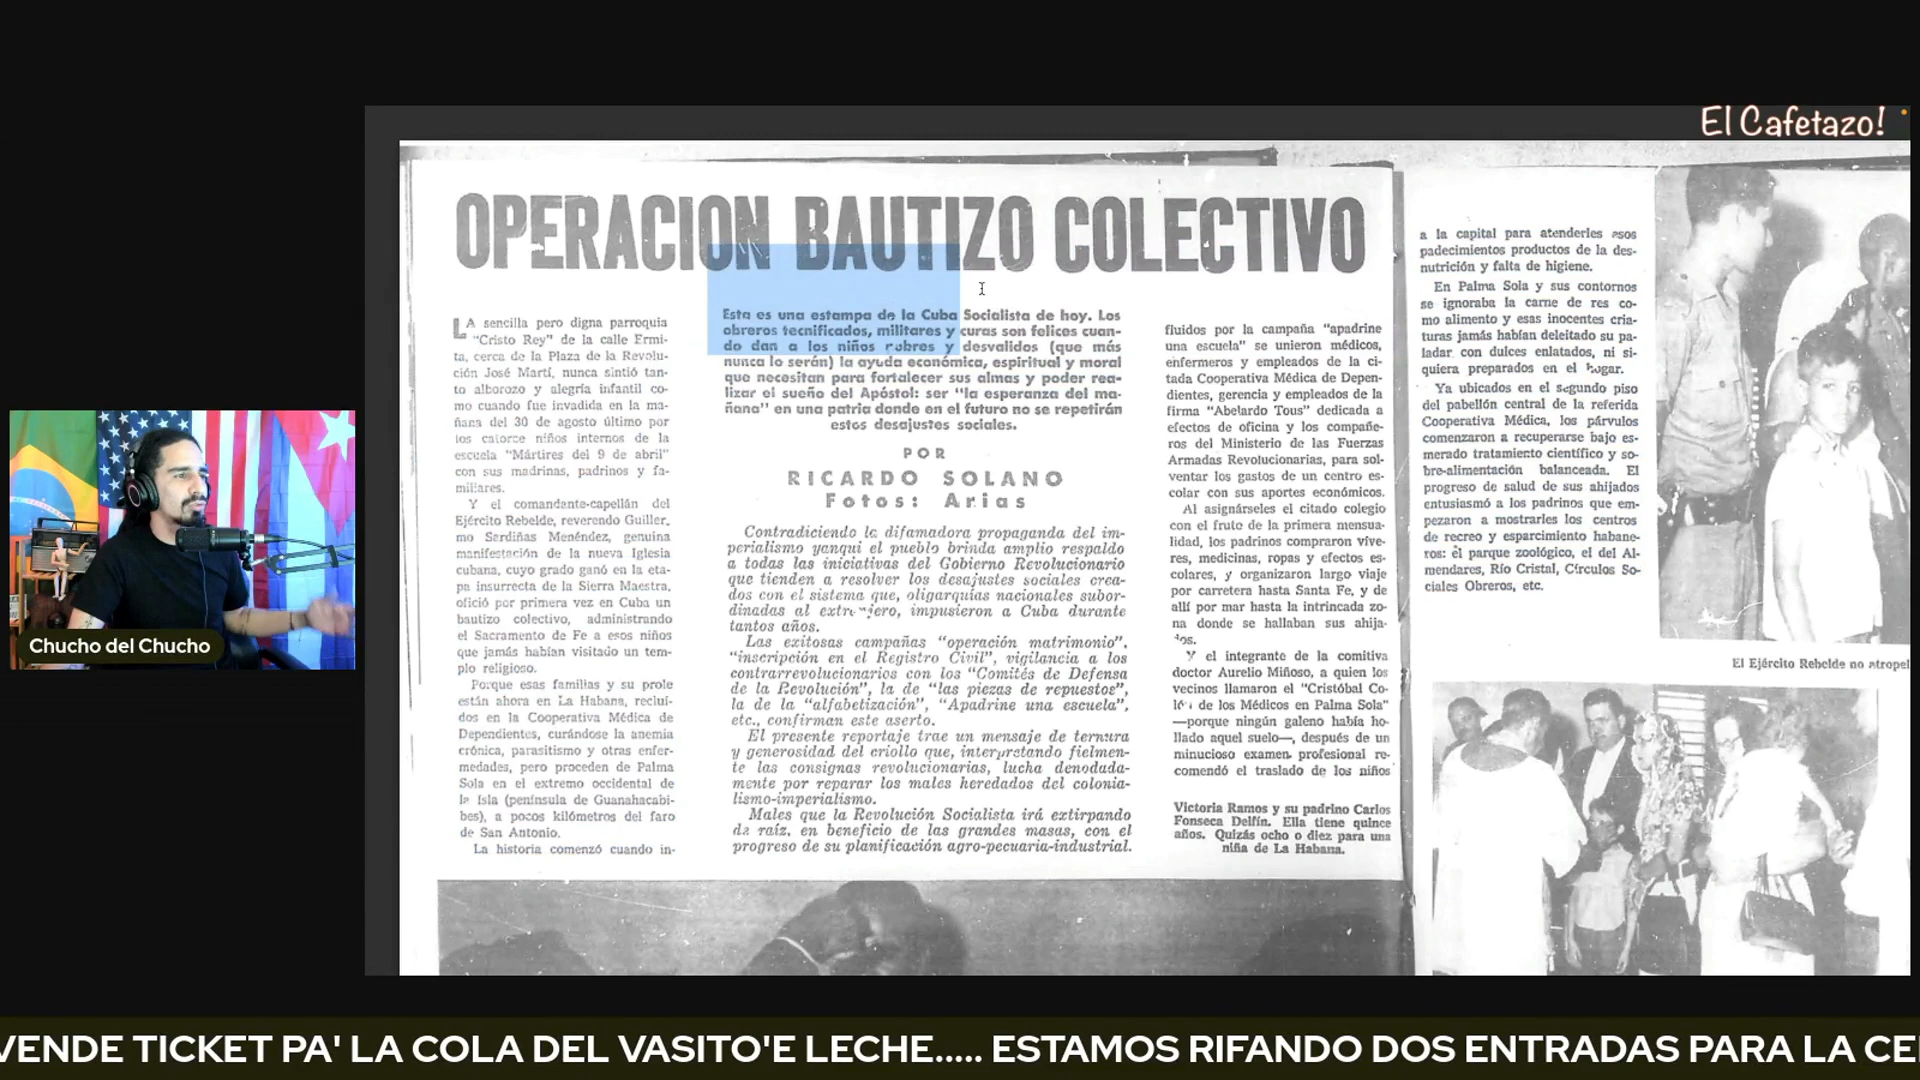 El Cafetazo!
OPERACION BAUTIZO COLECTIVO
LA sencilla pero digna parroquia
"Cristo Rey" de la calle Ermi-
ta, cerca de la Plaza de la Revolu-
ción José Martí, nunca sintió tan-
to alborozo y alegría infantil co-
mo cuando fue invadida en la ma-
ñana del 30 de agosto último por
los catorce niños internos de la
escuela "Mártires del 9 de abril"
con sus madrinas, padrinos y fa-
miliares.
Y el comandante-capellán del
Ejército Rebelde, reverendo Guiller.
mo Sardiñas Menéndez, genuina
manifestación de la nueva Iglesia
cubana, cuyo grado ganó en la eta-
pa insurrecta de la Sierra Maestra,
ofició por primera vez en Cuba un
bautizo colectivo, administrando
el Sacramento de Fe a esos niños
que jamás habían visitado un tem-
plo religioso.
Porque esas familias y su prole
están ahora en La Habana, reclui-
dos en la Cooperativa Médica de
Dependientes, curándose la anemia
crónica, parasitismo y otras enfer-
medades, pero proceden de Palma
Sola en el extremo occidental de
la Isla (península de Guanahacabi-
bes), a pocos kilómetros del faro
de San Antonio.
La historia comenzó cuando in-
Esta es una estampa de la Cuba Socialista de hoy. Los
obreros tecnificados, militares y curas son felices cuan-
do dan a los niños pobres y desvalidos (que más
nunca lo serán) la ayuda económica, espiritual y moral
que necesitan para fortalecer sus almas y poder rea-
lizar el sueño del Apóstol: ser "la esperanza del ma-
ñana" en una patria donde en el futuro no se repetirán
estos desajustes sociales.
POR
RICARDO SOLANO
Fotos: Arias
Contradiciendo la difamadora propaganda del im-
perialismo yanqui el pueblo brinda amplio respaldo
a todas las iniciativas del Gobierno Revolucionario
que tienden a resolver los desajustes sociales crea-
dos con el sistema que, oligarquías nacionales subor-
dinadas al extranjero, impusieron a Cuba durante
tantos años.
Las exitosas campañas "operación matrimonio",
"inscripción en el Registro Civil", vigilancia a los
contrarrevolucionarios con los "Comités de Defensa
de la Revolución", la de "las piezas de repuestos",
la de la "alfabetización", "Apadrine una escuela",
etc., confirman este aserto.
El presente reportaje trae un mensaje de ternura
y generosidad del criollo que, interpretando fielmen-
te las consignas revolucionarias, lucha denodada-
mente por reparar los males heredados del colonia-
lismo-imperialismo.
Males que la Revolución Socialista irá extirpando
de raíz, en beneficio de las grandes masas, con el
progreso de su planificación agro-pecuaria-industrial.
fluidos por la campaña "apadrine
una escuela" se unieron médicos,
enfermeros y empleados de la ci-
tada Cooperativa Médica de Depen-
dientes, gerencia y empleados de la
firma "Abelardo Tous" dedicada a
efectos de oficina y los compañe-
ros del Ministerio de las Fuerzas
Armadas Revolucionarias, para sol-
ventar los gastos de un centro es-
colar con sus aportes económicos.
Al asignárseles el citado colegio
con el fruto de la primera mensua-
lidad, los padrinos compraron víve-
res, medicinas, ropas y efectos es-
colares, y organizaron largo viaje
por carretera hasta Santa Fe, y de
allí por mar hasta la intrincada zo-
na donde se hallaban sus ahija-
dos.
Y el integrante de la comitiva
doctor Aurelio Miñoso, a quien los
vecinos llamaron el "Cristóbal Co-
lón de los Médicos en Palma Sola"
—porque ningún galeno había ho-
llado aquel suelo—, después de un
minucioso examen, profesional re-
comendó el traslado de los niños
Victoria Ramos y su padrino Carlos
Fonseca Delfín. Ella tiene quince
años. Quizás ocho o diez para una
niña de La Habana.
a la capital para atenderles esos
padecimientos productos de la des-
nutrición y falta de higiene.
En Palma Sola y sus contornos
se ignoraba la carne de res co-
mo alimento y esas inocentes cria-
turas jamás habían deleitado su pa-
ladar con dulces enlatados, ni si-
quiera preparados en el hogar.
Ya ubicados en el segundo piso
del pabellón central de la referida
Cooperativa Médica, los párvulos
comenzaron a recuperarse bajo es-
merado tratamiento científico y so-
bre-alimentación balanceada. El
progreso de salud de sus ahijados
entusiasmó a los padrinos que em-
pezaron a mostrarles los centros
de recreo y esparcimiento habane-
ros: el parque zoológico, el del Al-
mendares, Río Cristal, Círculos So-
ciales Obreros, etc.
El Ejército Rebelde no atropel
Chucho del Chucho
VENDE TICKET PA' LA COLA DEL VASITO'E LECHE..... ESTAMOS RIFANDO DOS ENTRADAS PARA LA CE